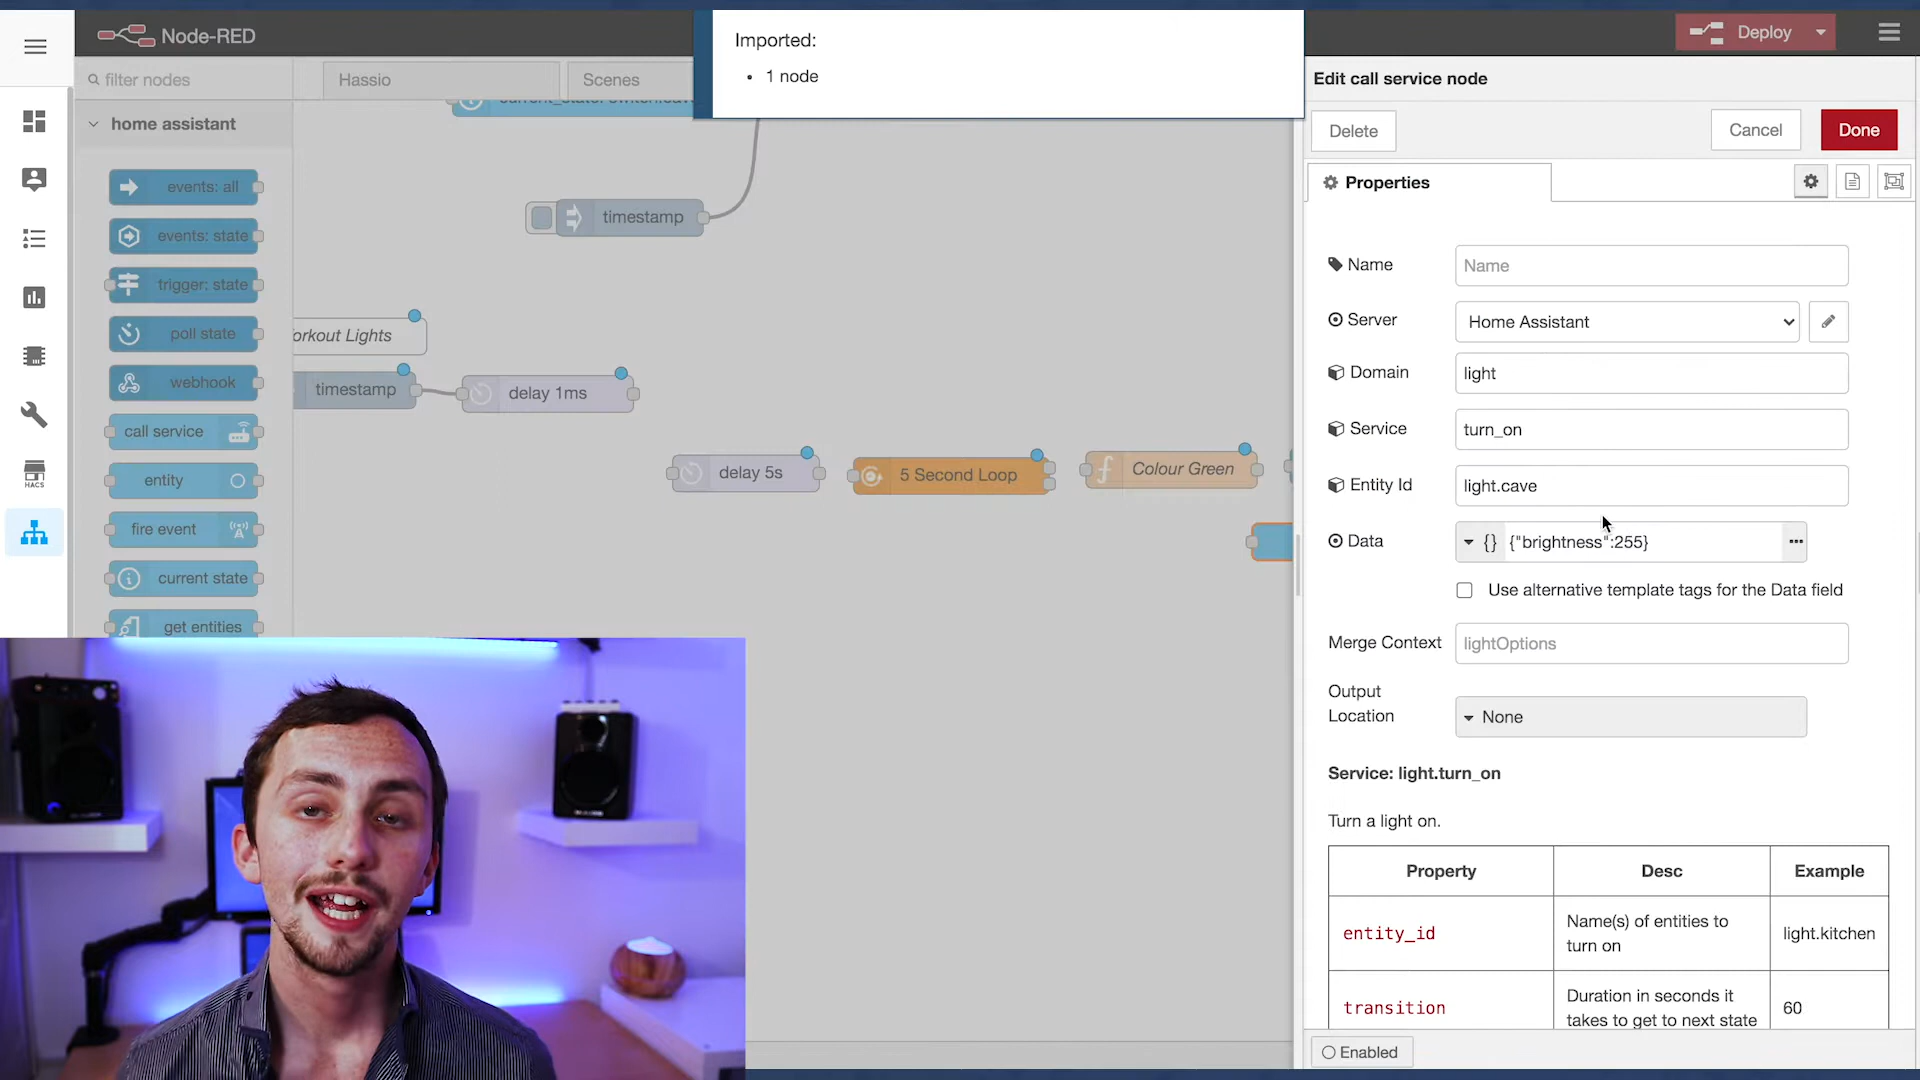 Node-RED
Imported:
1 node
Deploy
filter nodes
Hassio
Scenes
Edit call service node
home assistant
Delete
Cancel
Done
Properties
events: all
events: state
trigger: state
poll state
webhook
call service
entity
fire event
current state
get entities
HACS
timestamp
orkout Lights
timestamp
delay 1ms
delay 5s
5 Second Loop
Colour Green
Name
Name
Server
Home Assistant
Domain
light
Service
turn_on
Entity Id
light.cave
Data
{} {"brightness":255}
Use alternative template tags for the Data field
Merge Context
lightOptions
Output
Location
None
Service: light.turn_on
Turn a light on.
Property
Desc
Example
entity_id
Name(s) of entities to
turn on
light.kitchen
transition
Duration in seconds it
takes to get to next state
60
Enabled